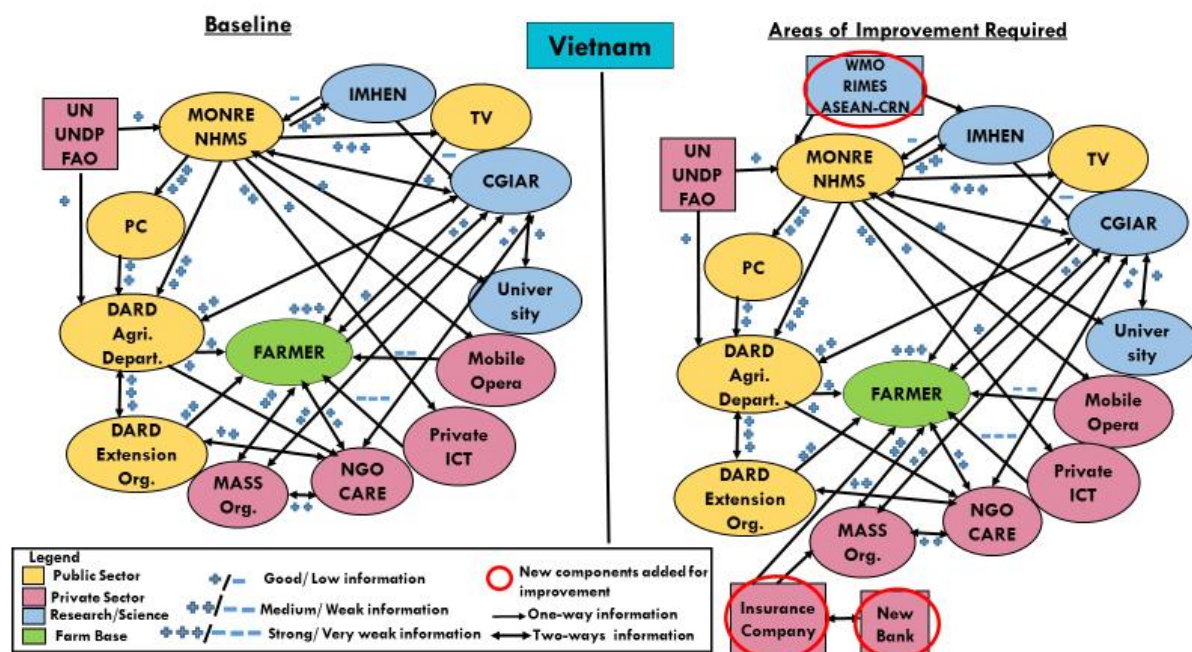 Baseline
Vietnam
Areas of Improvement Required
UN
UNDP
FAO
MONRE
NHMS
IMHEN
TV
CGIAR
PC
Univer
sity
DARD
Agri.
Depart.
FARMER
Mobile
Opera
DARD
Extension
Org.
MASS
Org.
NGO
CARE
Private
ICT
WMO
RIMES
ASEAN-CRN
UN
UNDP
FAO
MONRE
NHMS
IMHEN
TV
CGIAR
PC
Univer
sity
DARD
Agri.
Depart.
FARMER
Mobile
Opera
DARD
Extension
Org.
MASS
Org.
NGO
CARE
Private
ICT
Insurance
Company
New
Bank
Legend
Public Sector
Private Sector
Research/Science
Farm Base
Good/ Low information
Medium/ Weak information
Strong/ Very weak information
New components added for
improvement
One-way information
Two-ways information